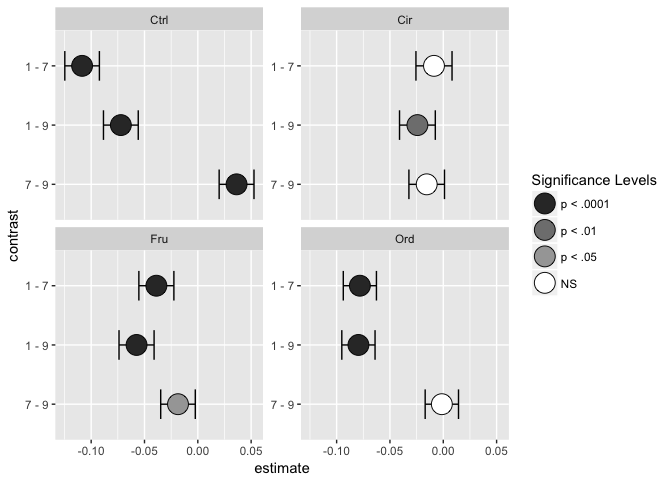 Ctrl
Cir
1 - 7
1 - 7
1 - 9
1 - 9
7 - 9
7 - 9
Fru
Ord
1 - 7
1 - 7
1 - 9
1 - 9
7 - 9
7 - 9
-0.10 -0.05 0.00 0.05
-0.10 -0.05 0.00 0.05
estimate
contrast
Significance Levels
p < .0001
p < .01
p < .05
NS